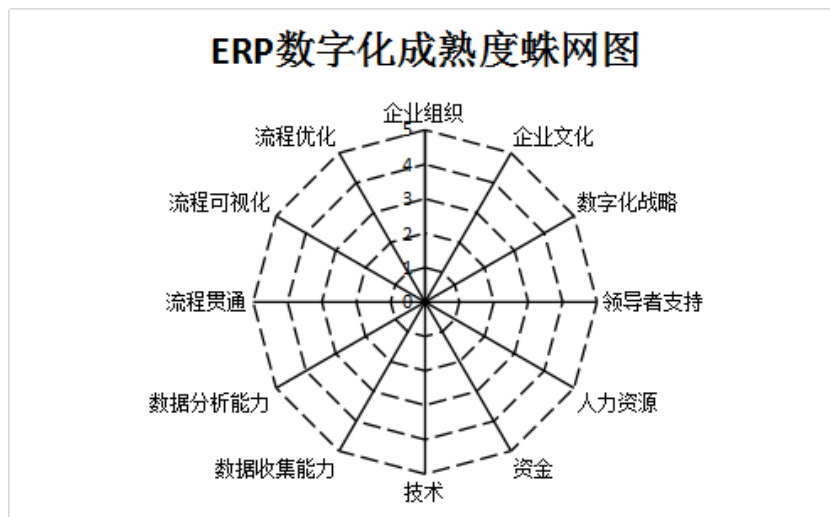 ERP数字化成熟度蛛网图
企业组织
企业文化
数字化战略
领导者支持
人力资源
资金
技术
数据收集能力
数据分析能力
流程贯通
流程可视化
流程优化
5
4
3
2
1
0